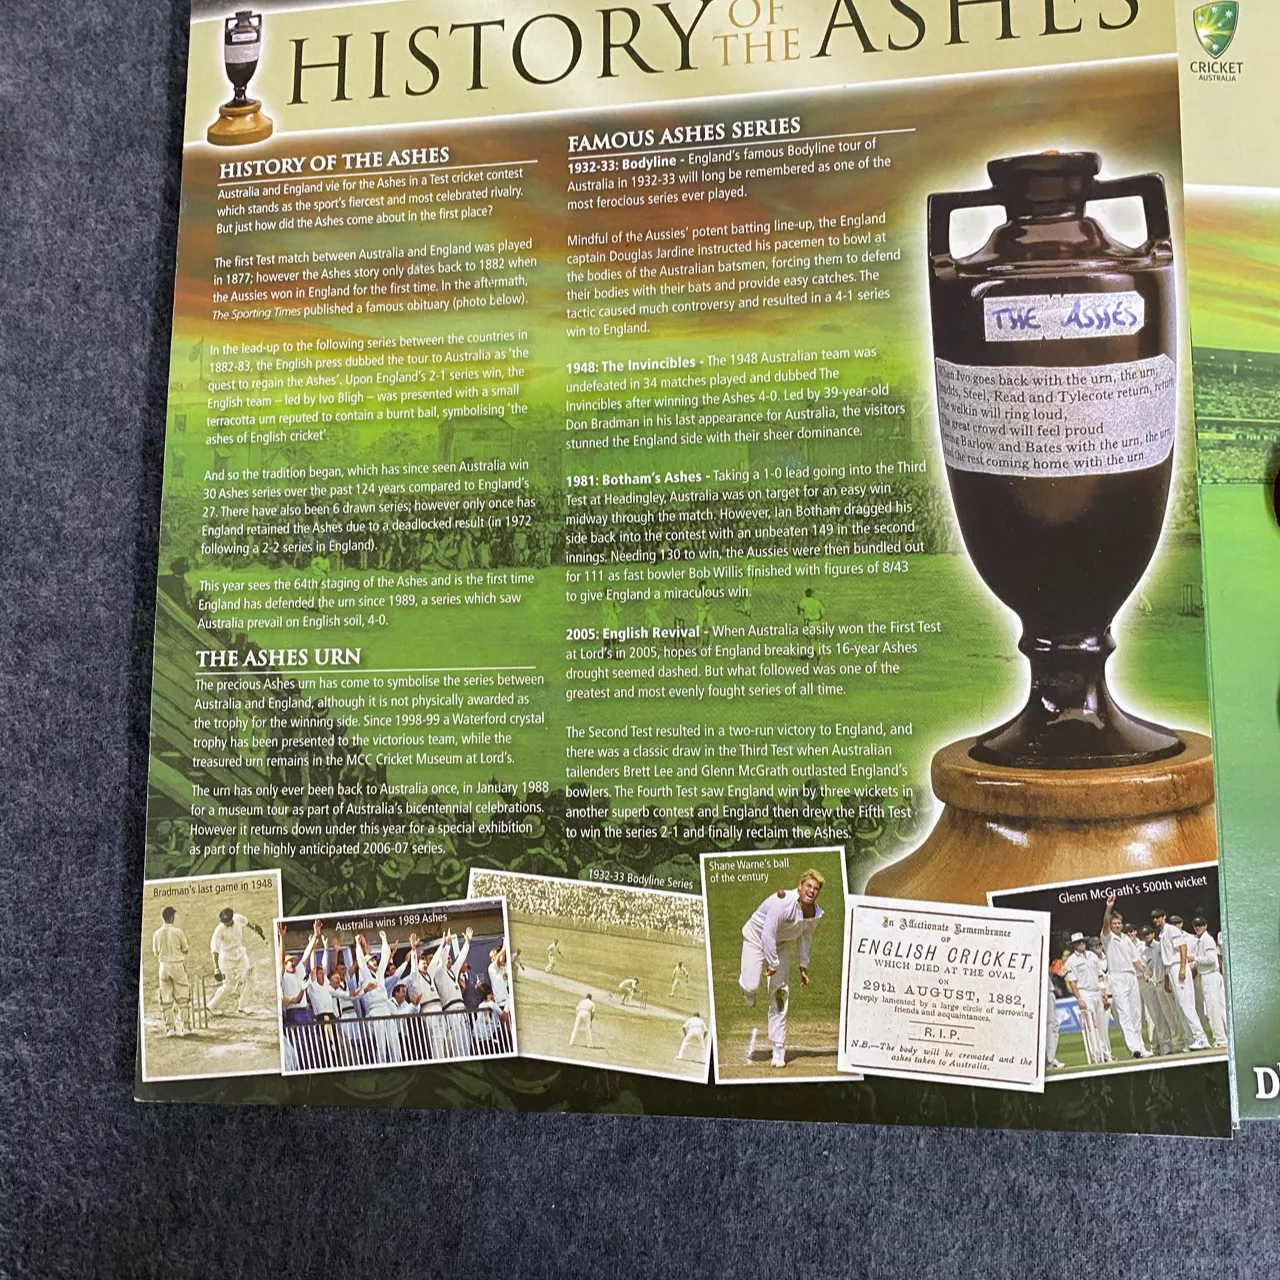 HISTORY OF THE ASHES
CRICKET
AUSTRALIA
HISTORY OF THE ASHES
Australia and England vie for the Ashes in a Test cricket contest
which stands as the sport's fiercest and most celebrated rivalry.
But just how did the Ashes come about in the first place?
The first Test match between Australia and England was played
in 1877; however the Ashes story only dates back to 1882 when
the Aussies won in England for the first time. In the aftermath,
The Sporting Times published a famous obituary (photo below).
In the lead-up to the following series between the countries in
1882-83, the English press dubbed the tour to Australia as 'the
quest to regain the Ashes'. Upon England's 2-1 series win, the
English team – led by Ivo Bligh – was presented with a small
terracotta urn reputed to contain a burnt bail, symbolising 'the
ashes of English cricket'.
And so the tradition began, which has since seen Australia win
30 Ashes series over the past 124 years compared to England's
27. There have also been 6 drawn series; however only once has
England retained the Ashes due to a deadlocked result (in 1972
following a 2-2 series in England).
This year sees the 64th staging of the Ashes and is the first time
England has defended the urn since 1989, a series which saw
Australia prevail on English soil, 4-0.
THE ASHES URN
The precious Ashes urn has come to symbolise the series between
Australia and England, although it is not physically awarded as
the trophy for the winning side. Since 1998-99 a Waterford crystal
trophy has been presented to the victorious team, while the
treasured urn remains in the MCC Cricket Museum at Lord's.
The urn has only ever been back to Australia once, in January 1988
for a museum tour as part of Australia's bicentennial celebrations.
However it returns down under this year for a special exhibition
as part of the highly anticipated 2006-07 series.
FAMOUS ASHES SERIES
1932-33: Bodyline - England's famous Bodyline tour of
Australia in 1932-33 will long be remembered as one of the
most ferocious series ever played.
Mindful of the Aussies' potent batting line-up, the England
captain Douglas Jardine instructed his pacemen to bowl at
the bodies of the Australian batsmen, forcing them to defend
their bodies with their bats and provide easy catches. The
tactic caused much controversy and resulted in a 4-1 series
win to England.
1948: The Invincibles - The 1948 Australian team was
undefeated in 34 matches played and dubbed The
Invincibles after winning the Ashes 4-0. Led by 39-year-old
Don Bradman in his last appearance for Australia, the visitors
stunned the England side with their sheer dominance.
1981: Botham's Ashes - Taking a 1-0 lead going into the Third
Test at Headingley, Australia was on target for an easy win
midway through the match. However, Ian Botham dragged his
side back into the contest with an unbeaten 149 in the second
innings. Needing 130 to win, the Aussies were then bundled out
for 111 as fast bowler Bob Willis finished with figures of 8/43
to give England a miraculous win.
2005: English Revival - When Australia easily won the First Test
at Lord's in 2005, hopes of England breaking its 16-year Ashes
drought seemed dashed. But what followed was one of the
greatest and most evenly fought series of all time.
The Second Test resulted in a two-run victory to England, and
there was a classic draw in the Third Test when Australian
tailenders Brett Lee and Glenn McGrath outlasted England's
bowlers. The Fourth Test saw England win by three wickets in
another superb contest and England then drew the Fifth Test
to win the series 2-1 and finally reclaim the Ashes.
THE ASHES
When Ivo goes back with the urn, the urn;
Steel, Read and Tylecote return, return
welkin will ring loud,
great crowd will feel proud
Barlow and Bates with the urn, the urn
the rest coming home with the urn.
Bradman's last game in 1948
Australia wins 1989 Ashes
1932-33 Bodyline Series
Shane Warne's ball
of the century
In Affectionate Remembrance
OF
ENGLISH CRICKET,
WHICH DIED AT THE OVAL
ON
29th AUGUST, 1882,
Deeply lamented by a large circle of sorrowing
friends and acquaintances.
R.I.P.
N.B.—The body will be cremated and the
ashes taken to Australia.
Glenn McGrath's 500th wicket
D